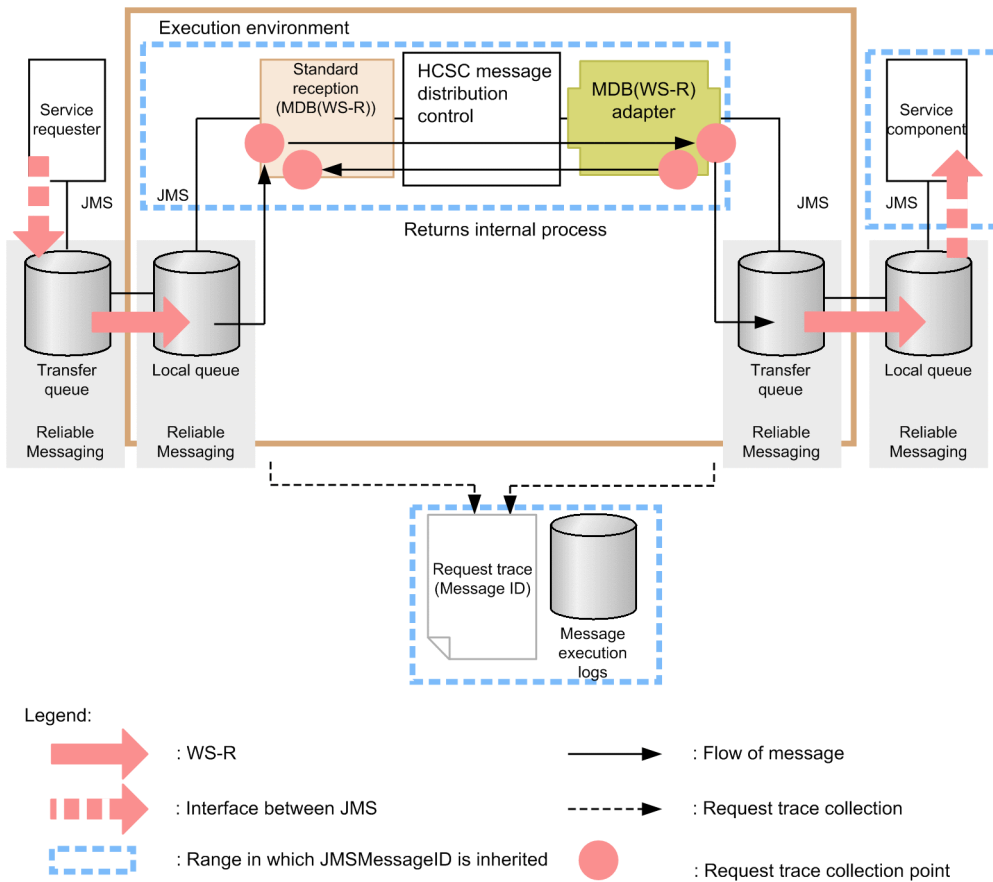 Execution environment
Service
requester
Standard
reception
(MDB(WS-R))
HCSC message
distribution
control
MDB(WS-R)
adapter
Service
component
JMS
JMS
JMS
JMS
Returns internal process
Transfer
queue
Local queue
Transfer
queue
Local queue
Reliable
Messaging
Reliable
Messaging
Reliable
Messaging
Reliable
Messaging
Request trace
(Message ID)
Message
execution
logs
Legend:
: WS-R
: Flow of message
: Interface between JMS
: Request trace collection
: Range in which JMSMessageID is inherited
: Request trace collection point